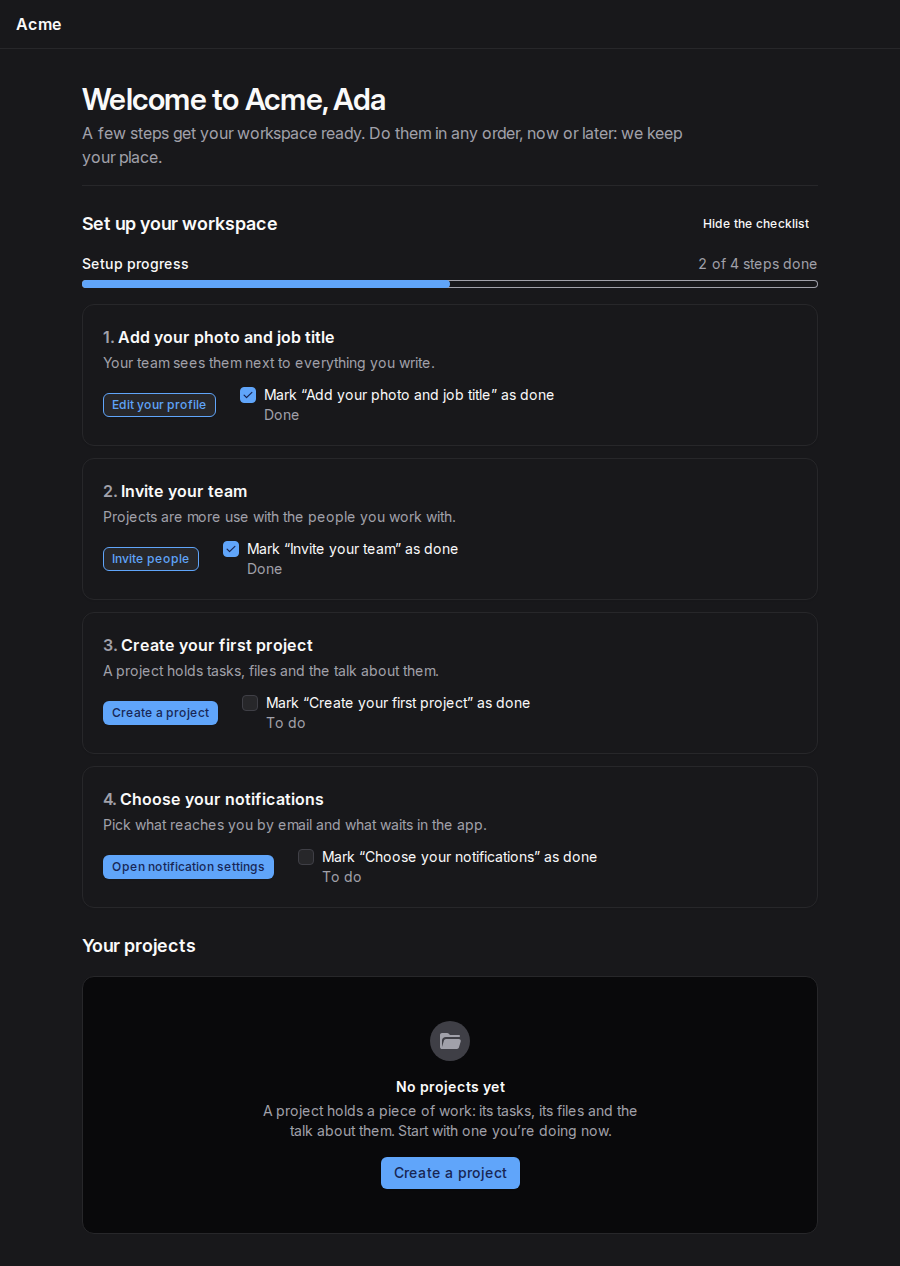 Acme
Welcome to Acme, Ada
A few steps get your workspace ready. Do them in any order, now or later: we keep
your place.
Set up your workspace
Hide the checklist
Setup progress
2 of 4 steps done
1. Add your photo and job title
Your team sees them next to everything you write.
Edit your profile
Mark “Add your photo and job title” as done
Done
2. Invite your team
Projects are more use with the people you work with.
Invite people
Mark “Invite your team” as done
Done
3. Create your first project
A project holds tasks, files and the talk about them.
Create a project
Mark “Create your first project” as done
To do
4. Choose your notifications
Pick what reaches you by email and what waits in the app.
Open notification settings
Mark “Choose your notifications” as done
To do
Your projects
No projects yet
A project holds a piece of work: its tasks, its files and the
talk about them. Start with one you’re doing now.
Create a project